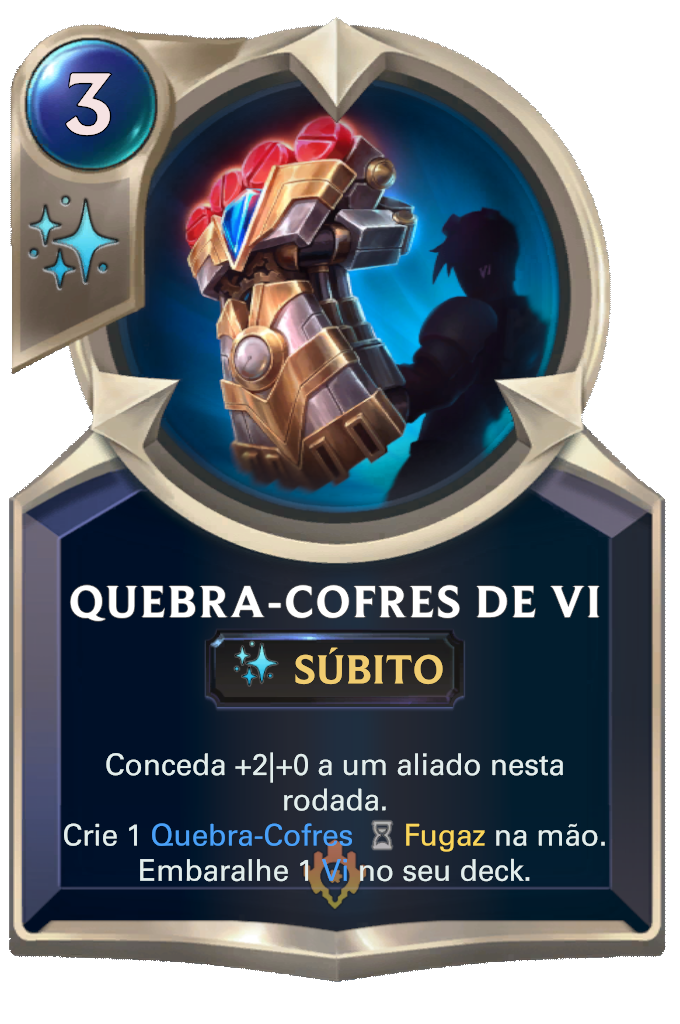 3
VI
QUEBRA-COFRES DE VI
SÚBITO
Conceda +2|+0 a um aliado nesta
rodada.
Crie 1 Quebra-Cofres Fugaz na mão.
Embaralhe 1 Vi no seu deck.